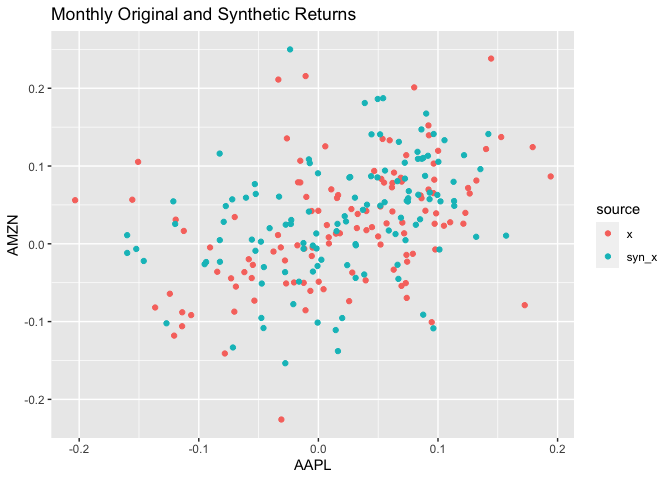 Monthly Original and Synthetic Returns
0.2
0.1
0.0
-0.1
-0.2
AMZN
-0.2
-0.1
0.0
0.1
0.2
AAPL
source
x
syn_x